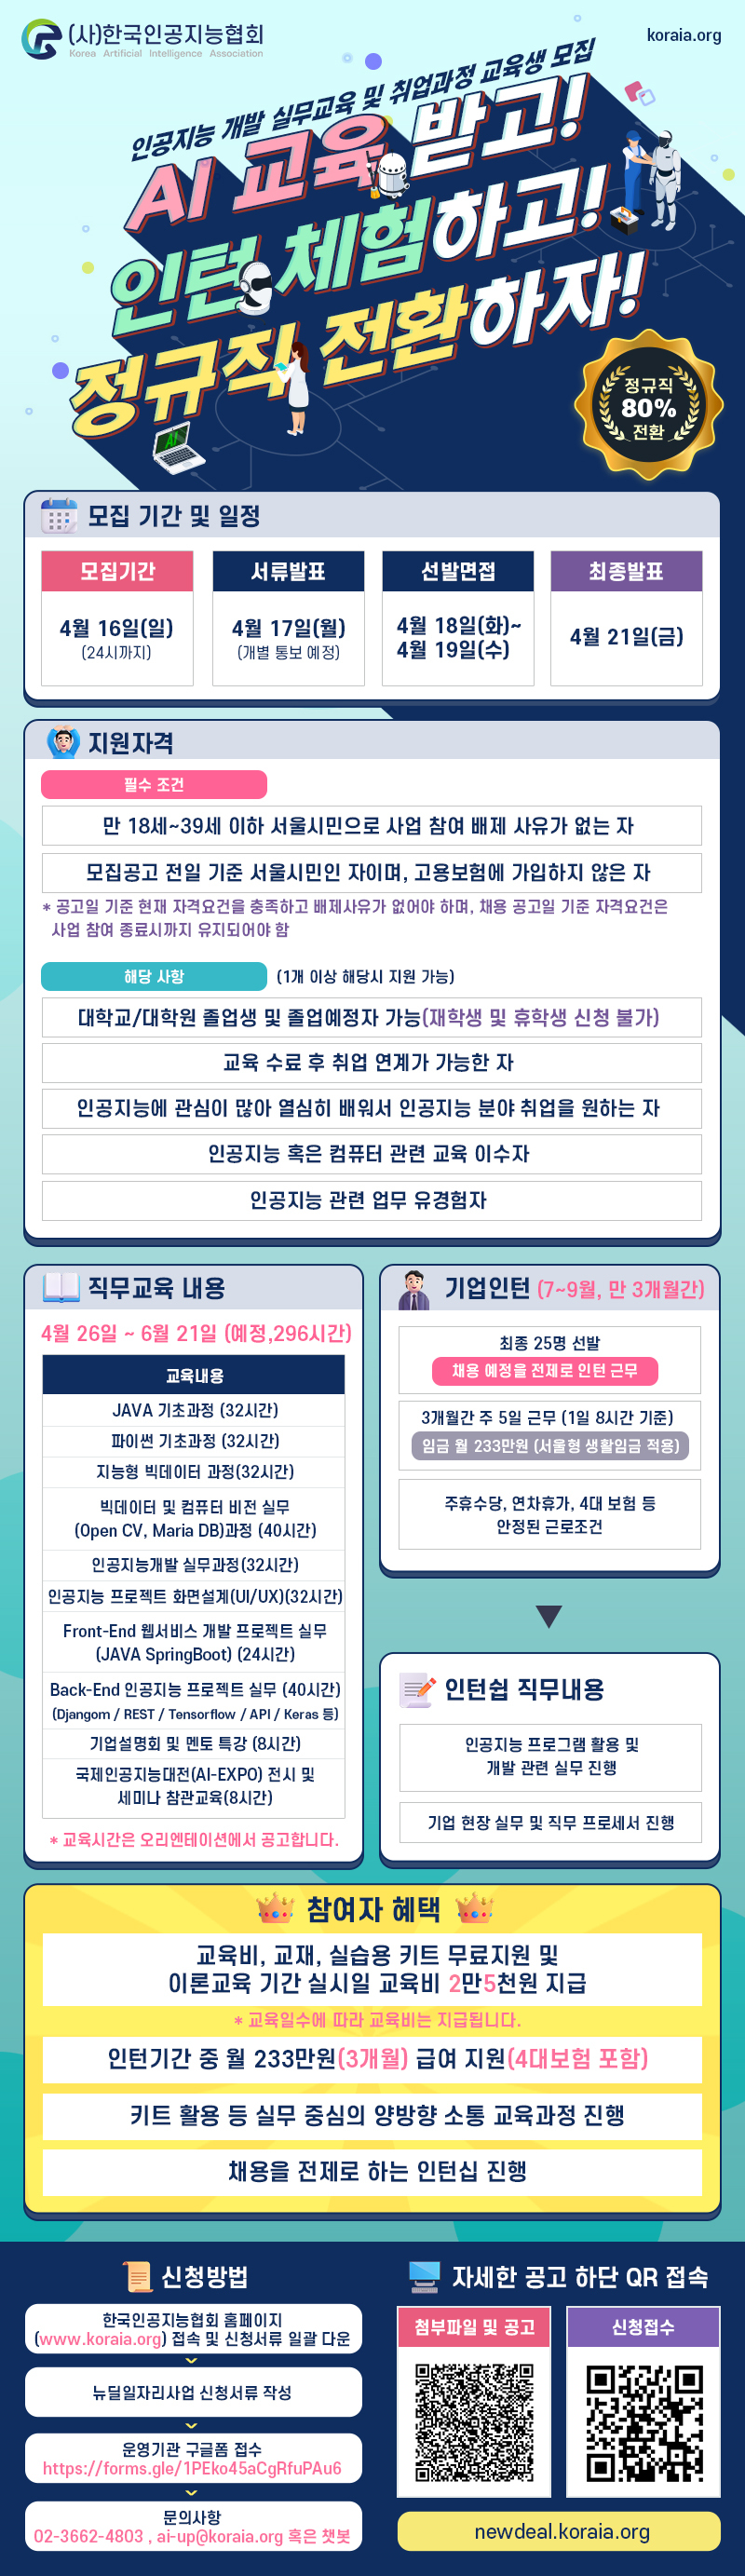 (사)한국인공지능협회
Korea Artificial Intelligence Association
koraia.org
인공지능 개발 실무교육 및 취업과정 교육생 모집
AI 교육 받고!
인턴 체험하고!
정규직 전환하자!
AI
정규직
80%
전환
모집 기간 및 일정
모집기간
4월 16일(일)
(24시까지)
서류발표
4월 17일(월)
(개별 통보 예정)
선발면접
4월 18일(화)~
4월 19일(수)
최종발표
4월 21일(금)
지원자격
필수 조건
만 18세~39세 이하 서울시민으로 사업 참여 배제 사유가 없는 자
모집공고 전일 기준 서울시민인 자이며, 고용보험에 가입하지 않은 자
* 공고일 기준 현재 자격요건을 충족하고 배제사유가 없어야 하며, 채용 공고일 기준 자격요건은
사업 참여 종료시까지 유지되어야 함
해당 사항 (1개 이상 해당시 지원 가능)
대학교/대학원 졸업생 및 졸업예정자 가능(재학생 및 휴학생 신청 불가)
교육 수료 후 취업 연계가 가능한 자
인공지능에 관심이 많아 열심히 배워서 인공지능 분야 취업을 원하는 자
인공지능 혹은 컴퓨터 관련 교육 이수자
인공지능 관련 업무 유경험자
직무교육 내용
4월 26일 ~ 6월 21일 (예정,296시간)
교육내용
JAVA 기초과정 (32시간)
파이썬 기초과정 (32시간)
지능형 빅데이터 과정(32시간)
빅데이터 및 컴퓨터 비전 실무
(Open CV, Maria DB)과정 (40시간)
인공지능개발 실무과정(32시간)
인공지능 프로젝트 화면설계(UI/UX)(32시간)
Front-End 웹서비스 개발 프로젝트 실무
(JAVA SpringBoot) (24시간)
Back-End 인공지능 프로젝트 실무 (40시간)
(Djangom / REST / Tensorflow / API / Keras 등)
기업설명회 및 멘토 특강 (8시간)
국제인공지능대전(AI-EXPO) 전시 및
세미나 참관교육(8시간)
* 교육시간은 오리엔테이션에서 공고합니다.
기업인턴 (7~9월, 만 3개월간)
최종 25명 선발
채용 예정을 전제로 인턴 근무
3개월간 주 5일 근무 (1일 8시간 기준)
임금 월 233만원 (서울형 생활임금 적용)
주휴수당, 연차휴가, 4대 보험 등
안정된 근로조건
인턴쉽 직무내용
인공지능 프로그램 활용 및
개발 관련 실무 진행
기업 현장 실무 및 직무 프로세서 진행
참여자 혜택
교육비, 교재, 실습용 키트 무료지원 및
이론교육 기간 실시일 교육비 2만5천원 지급
* 교육일수에 따라 교육비는 지급됩니다.
인턴기간 중 월 233만원(3개월) 급여 지원(4대보험 포함)
키트 활용 등 실무 중심의 양방향 소통 교육과정 진행
채용을 전제로 하는 인턴십 진행
신청방법
한국인공지능협회 홈페이지
(www.koraia.org) 접속 및 신청서류 일괄 다운
뉴딜일자리사업 신청서류 작성
운영기관 구글폼 접수
https://forms.gle/1PEko45aCgRfuPAu6
문의사항
02-3662-4803 , ai-up@koraia.org 혹은 챗봇
자세한 공고 하단 QR 접속
첨부파일 및 공고
신청접수
newdeal.koraia.org